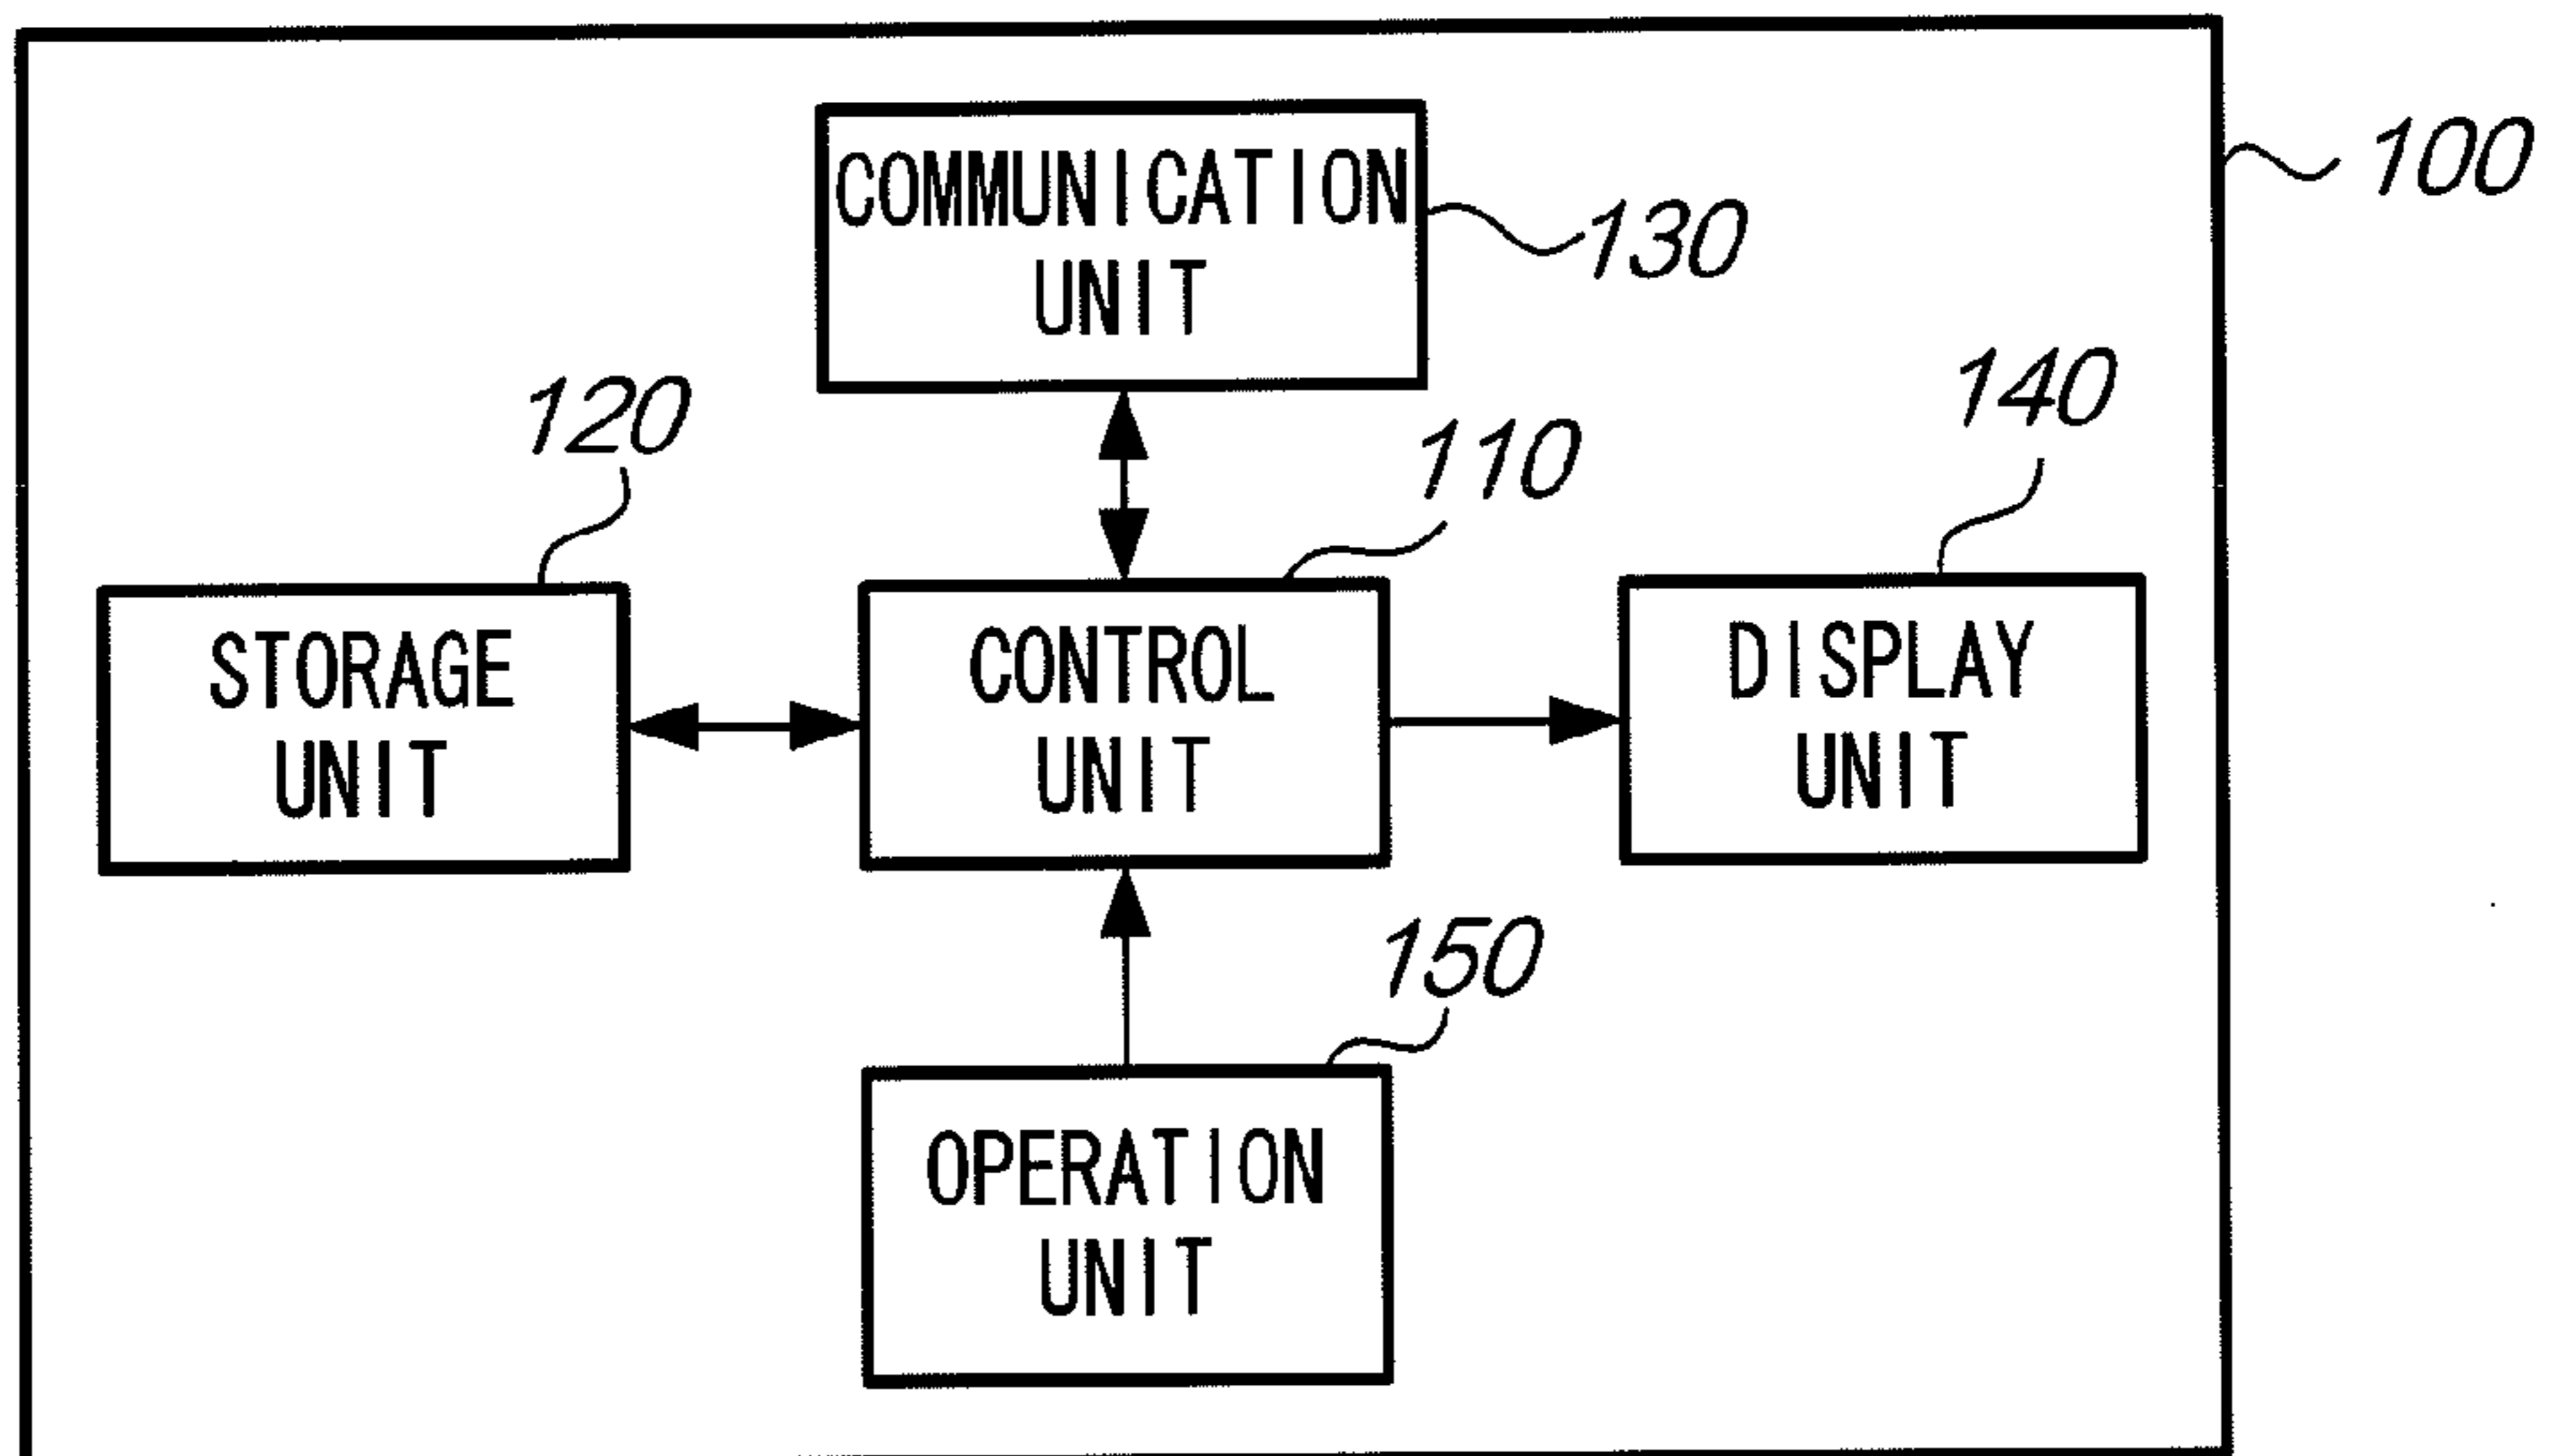 100
COMMUNICATION
UNIT
130
120
110
140
STORAGE
UNIT
CONTROL
UNIT
DISPLAY
UNIT
150
OPERATION
UNIT